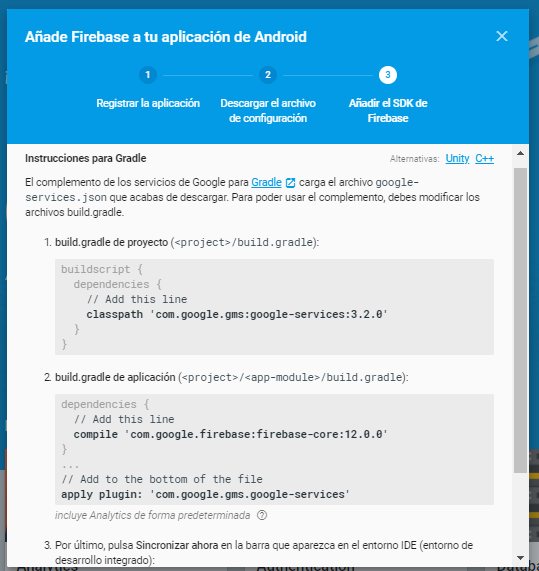 Añade Firebase a tu aplicación de Android
1 2 3
Registrar la aplicación
Descargar el archivo
de configuración
Añadir el SDK de
Firebase
Instrucciones para Gradle
Alternativas: Unity C++
El complemento de los servicios de Google para Gradle carga el archivo google-
services.json que acabas de descargar. Para poder usar el complemento, debes modificar los
archivos build.gradle.
1. build.gradle de proyecto (<project>/build.gradle):
buildscript {
dependencies {
// Add this line
classpath 'com.google.gms:google-services:3.2.0'
}
}
2. build.gradle de aplicación (<project>/<app-module>/build.gradle):
dependencies {
// Add this line
compile 'com.google.firebase:firebase-core:12.0.0'
}
...
// Add to the bottom of the file
apply plugin: 'com.google.gms.google-services'
incluye Analytics de forma predeterminada ?
3. Por último, pulsa Sincronizar ahora en la barra que aparezca en el entorno IDE (entorno de
desarrollo integrado):